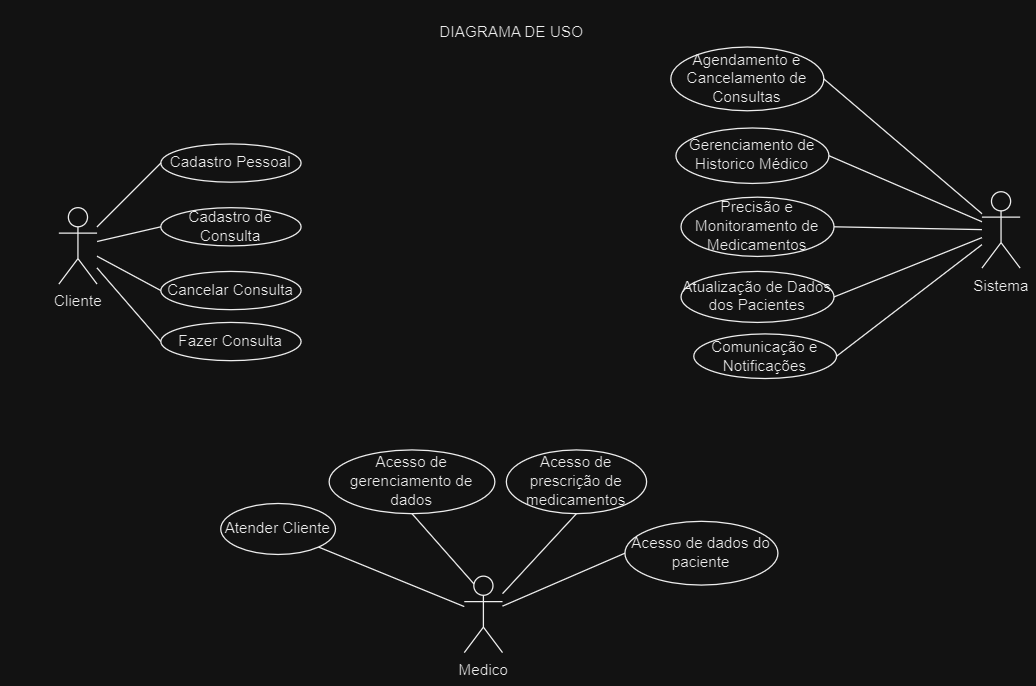 DIAGRAMA DE USO
Cadastro Pessoal
Cadastro de
Consulta
Cancelar Consulta
Fazer Consulta
Cliente
Agendamento e
Cancelamento de
Consultas
Gerenciamento de
Historico Médico
Precisão e
Monitoramento de
Medicamentos
Atualização de Dados
dos Pacientes
Comunicação e
Notificações
Sistema
Atender Cliente
Acesso de
gerenciamento de
dados
Acesso de
prescrição de
medicamentos
Acesso de dados do
paciente
Medico